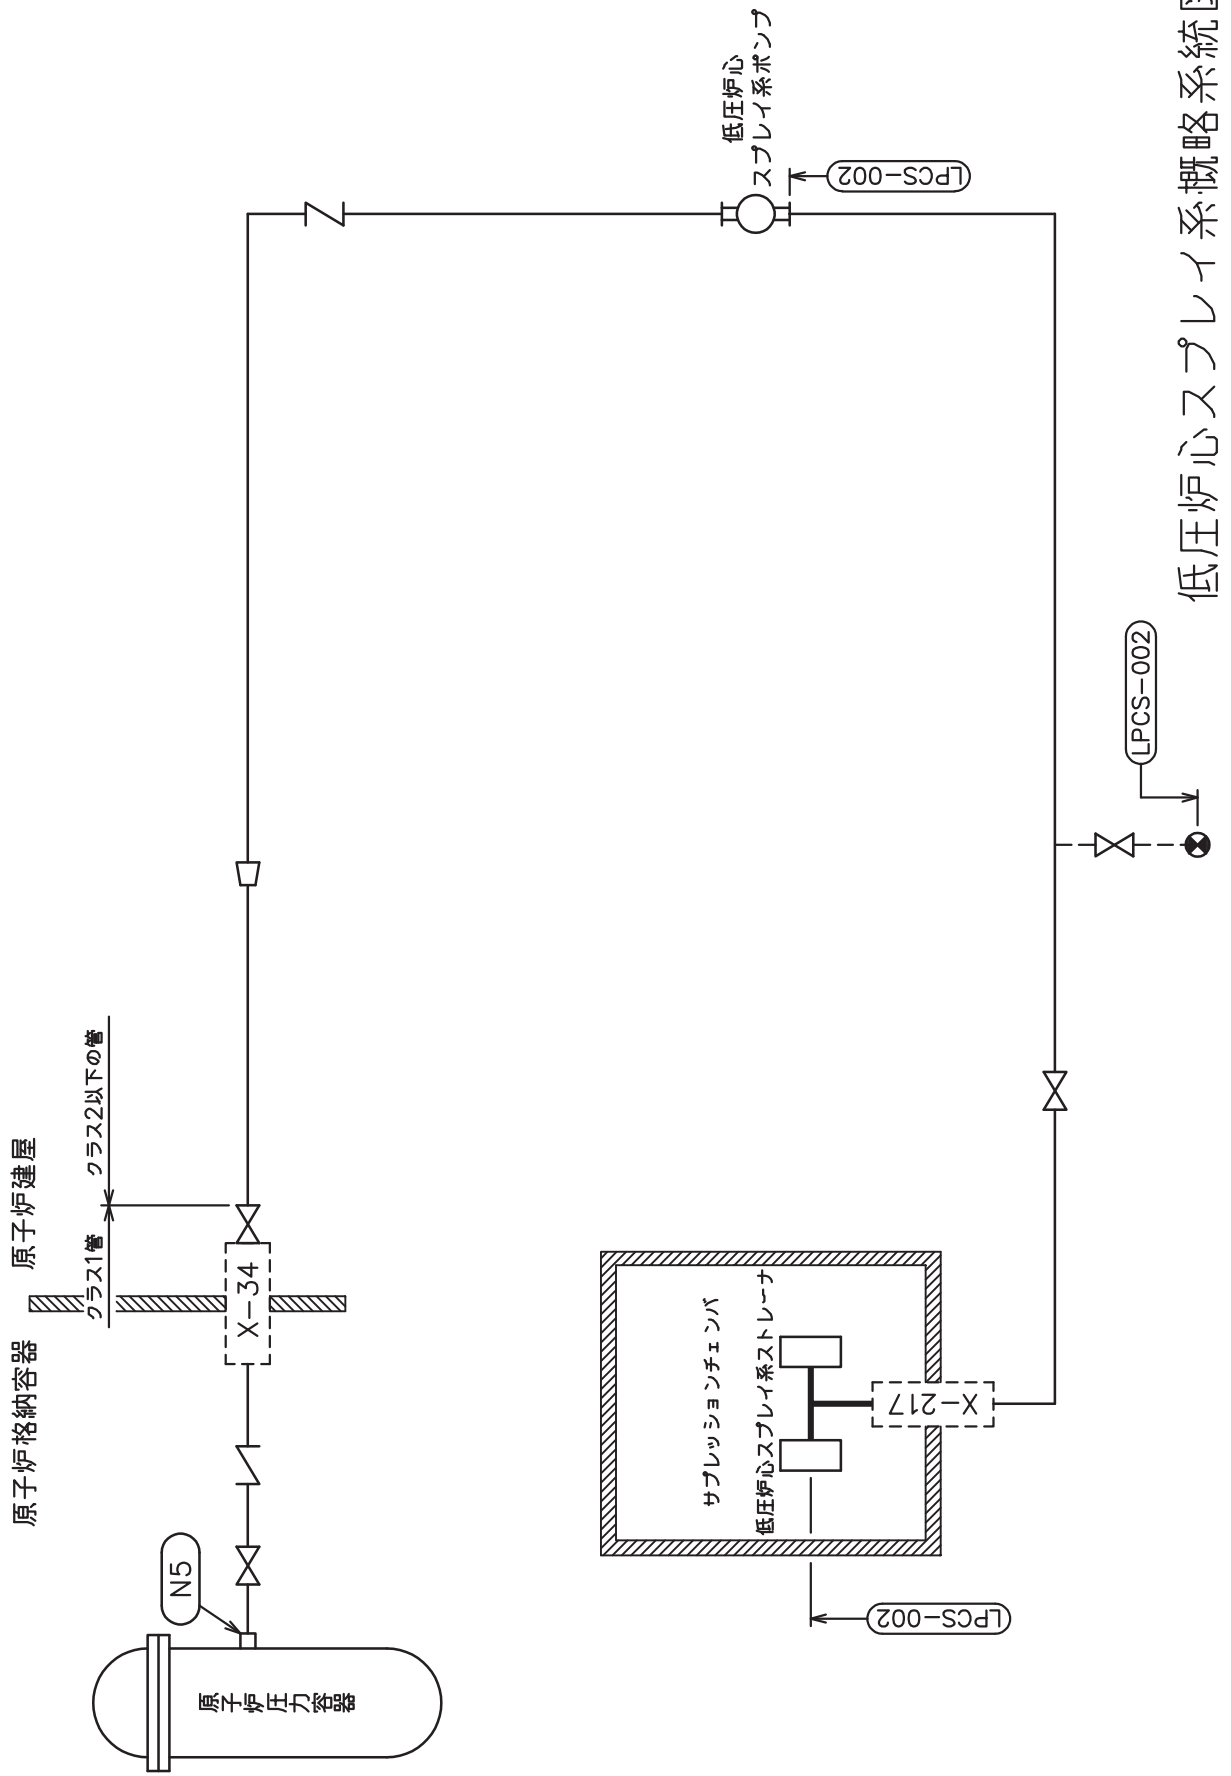 原子炉格納容器
原子炉建屋
クラス1管
クラス2以下の管
N5
原子炉圧力容器
X-34
低圧炉心
スプレイ系ポンプ
LPCS-002
サプレッションチェンバ
低圧炉心スプレイ系ストレーナ
X-217
LPCS-002
LPCS-002
低圧炉心スプレイ系概略系統